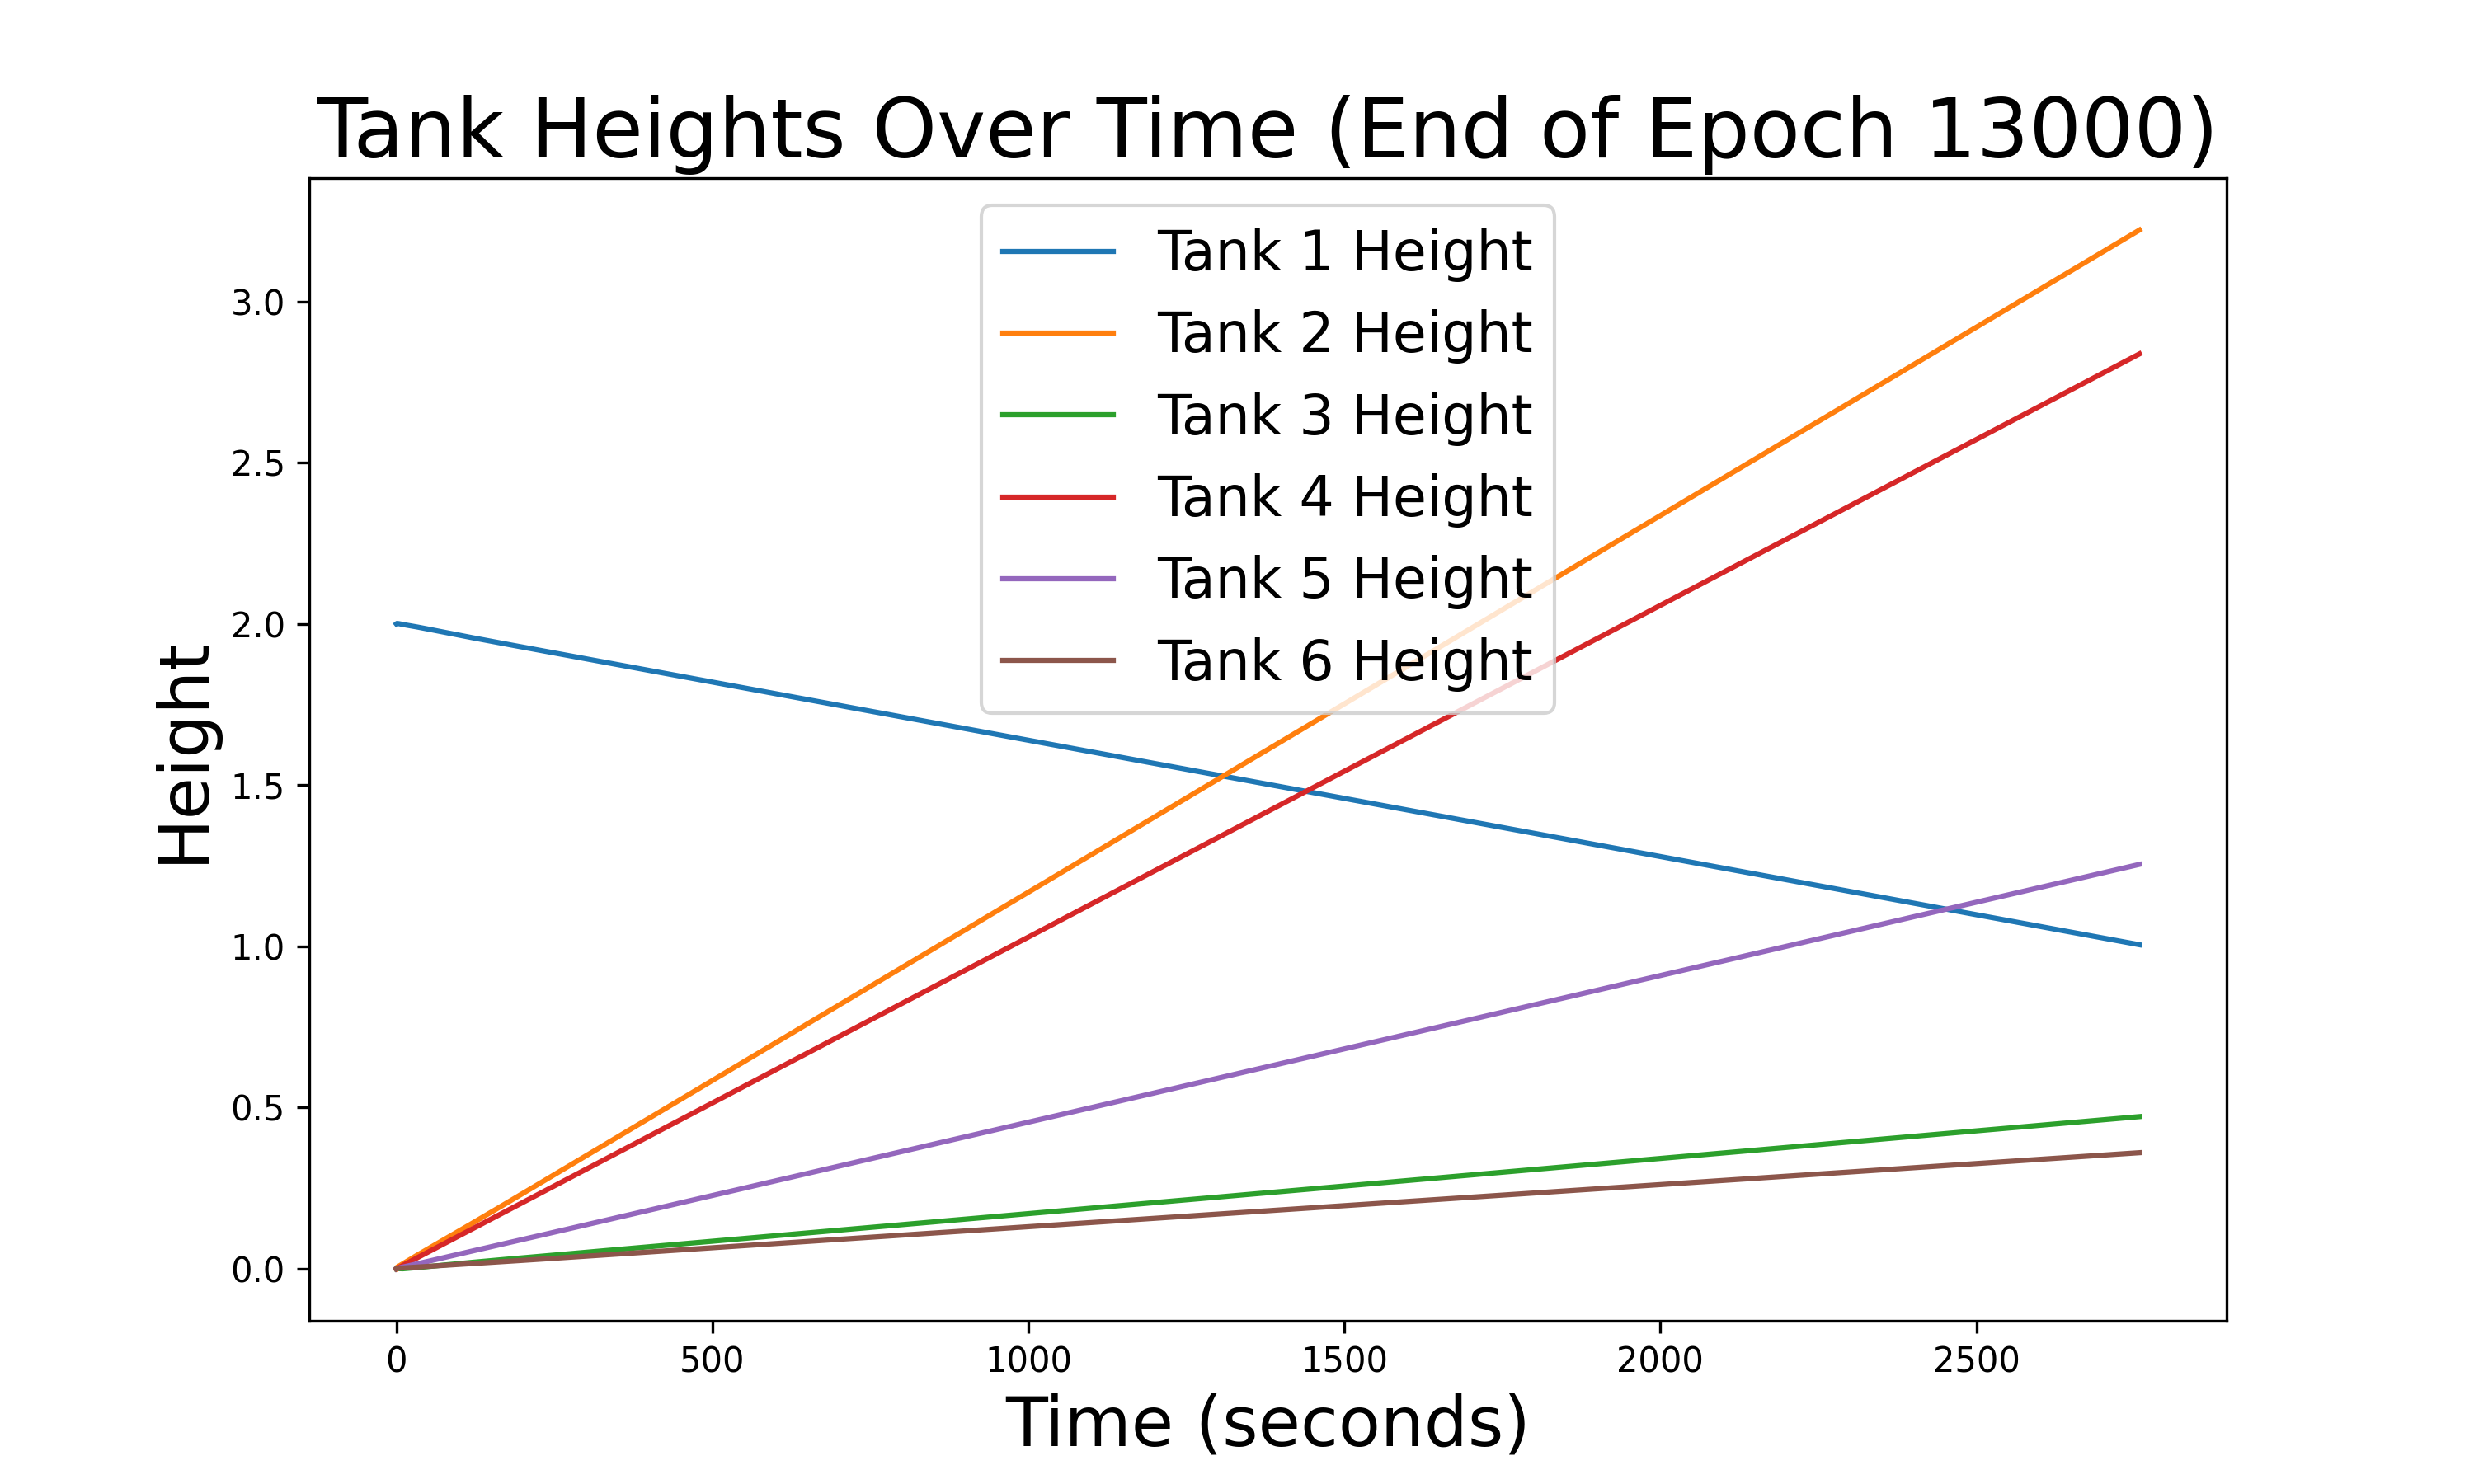 Tank Heights Over Time (End of Epoch 13000)
Tank 1 Height
Tank 2 Height
Tank 3 Height
Tank 4 Height
Tank 5 Height
Tank 6 Height
Height
3.0
2.5
2.0
1.5
1.0
0.5
0.0
0 500 1000 1500 2000 2500
Time (seconds)